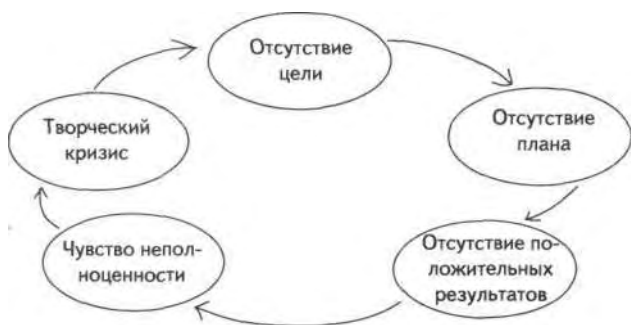 Отсутствие
цели
Отсутствие
плана
Отсутствие по-
ложительных
результатов
Чувство непол-
ноценности
Творческий
кризис